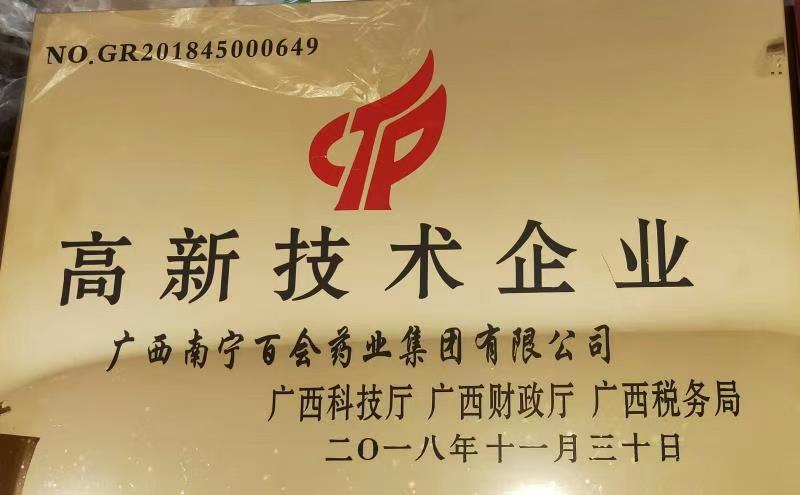 NO.GR201845000649
高新技术企业
广西南宁百会药业集团有限公司
广西科技厅 广西财政厅 广西税务局
二〇一八年十一月三十日